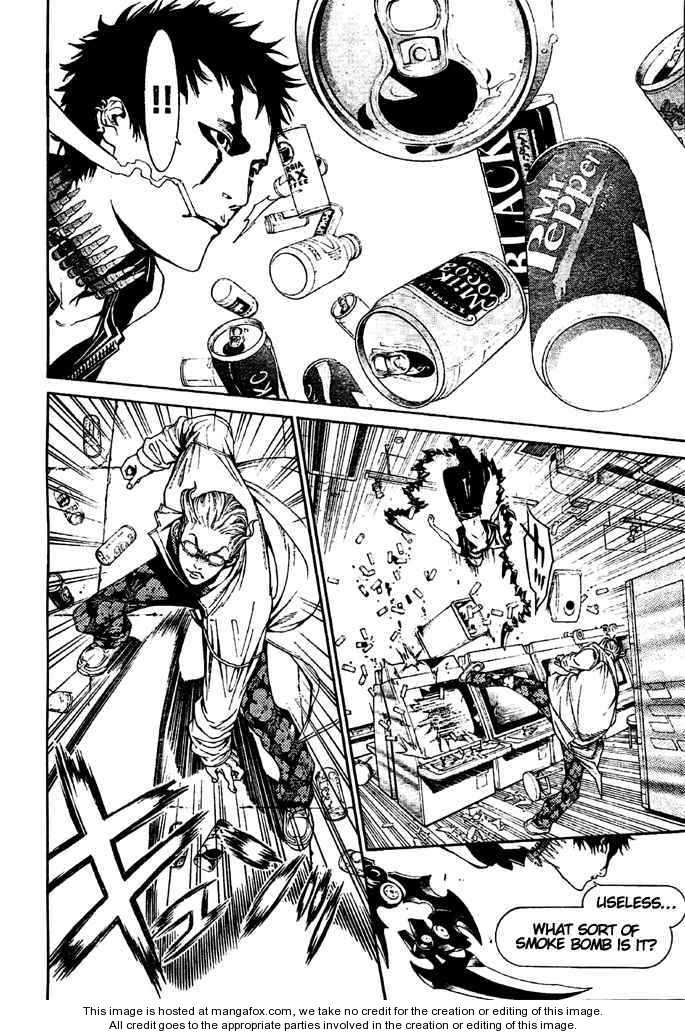 !!
BLACK
Mr.
Pepper
MILK
COCO
USELESS...
WHAT SORT OF
SMOKE BOMB IS IT?
This image is hosted at mangafox.com, we take no credit for the creation or editing of this image.
All credit goes to the appropriate parties involved in the creation or editing of this image.